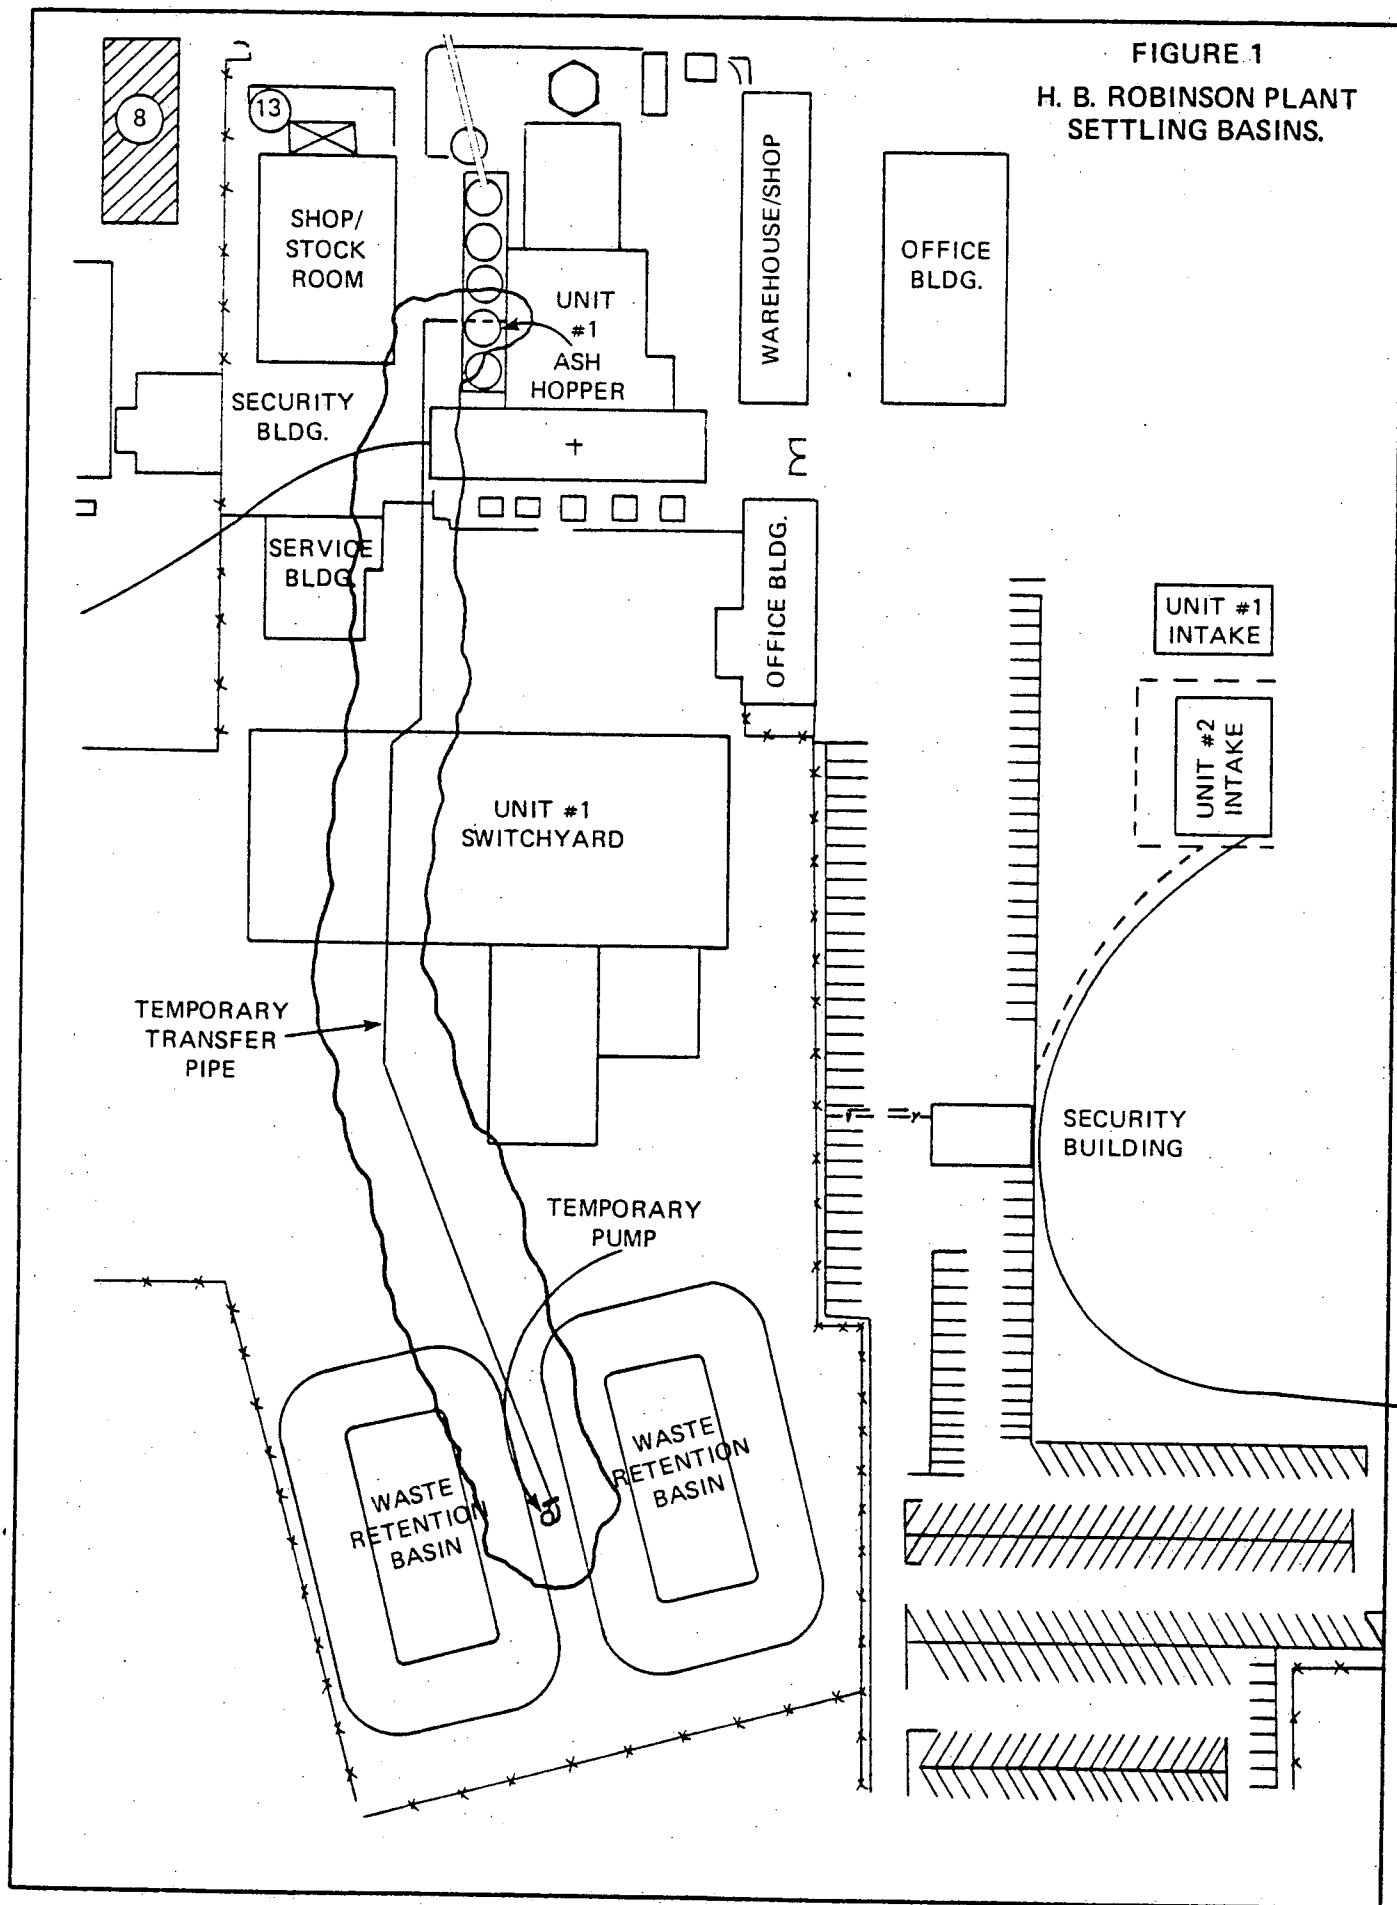 FIGURE 1
H. B. ROBINSON PLANT
SETTLING BASINS.
8
13
SHOP/
STOCK
ROOM
UNIT
#1
ASH
HOPPER
WAREHOUSE/SHOP
OFFICE
BLDG.
SECURITY
BLDG.
SERVICE
BLDG.
OFFICE BLDG.
UNIT #1
INTAKE
UNIT #2
INTAKE
UNIT #1
SWITCHYARD
TEMPORARY
TRANSFER
PIPE
SECURITY
BUILDING
TEMPORARY
PUMP
WASTE
RETENTION
BASIN
WASTE
RETENTION
BASIN